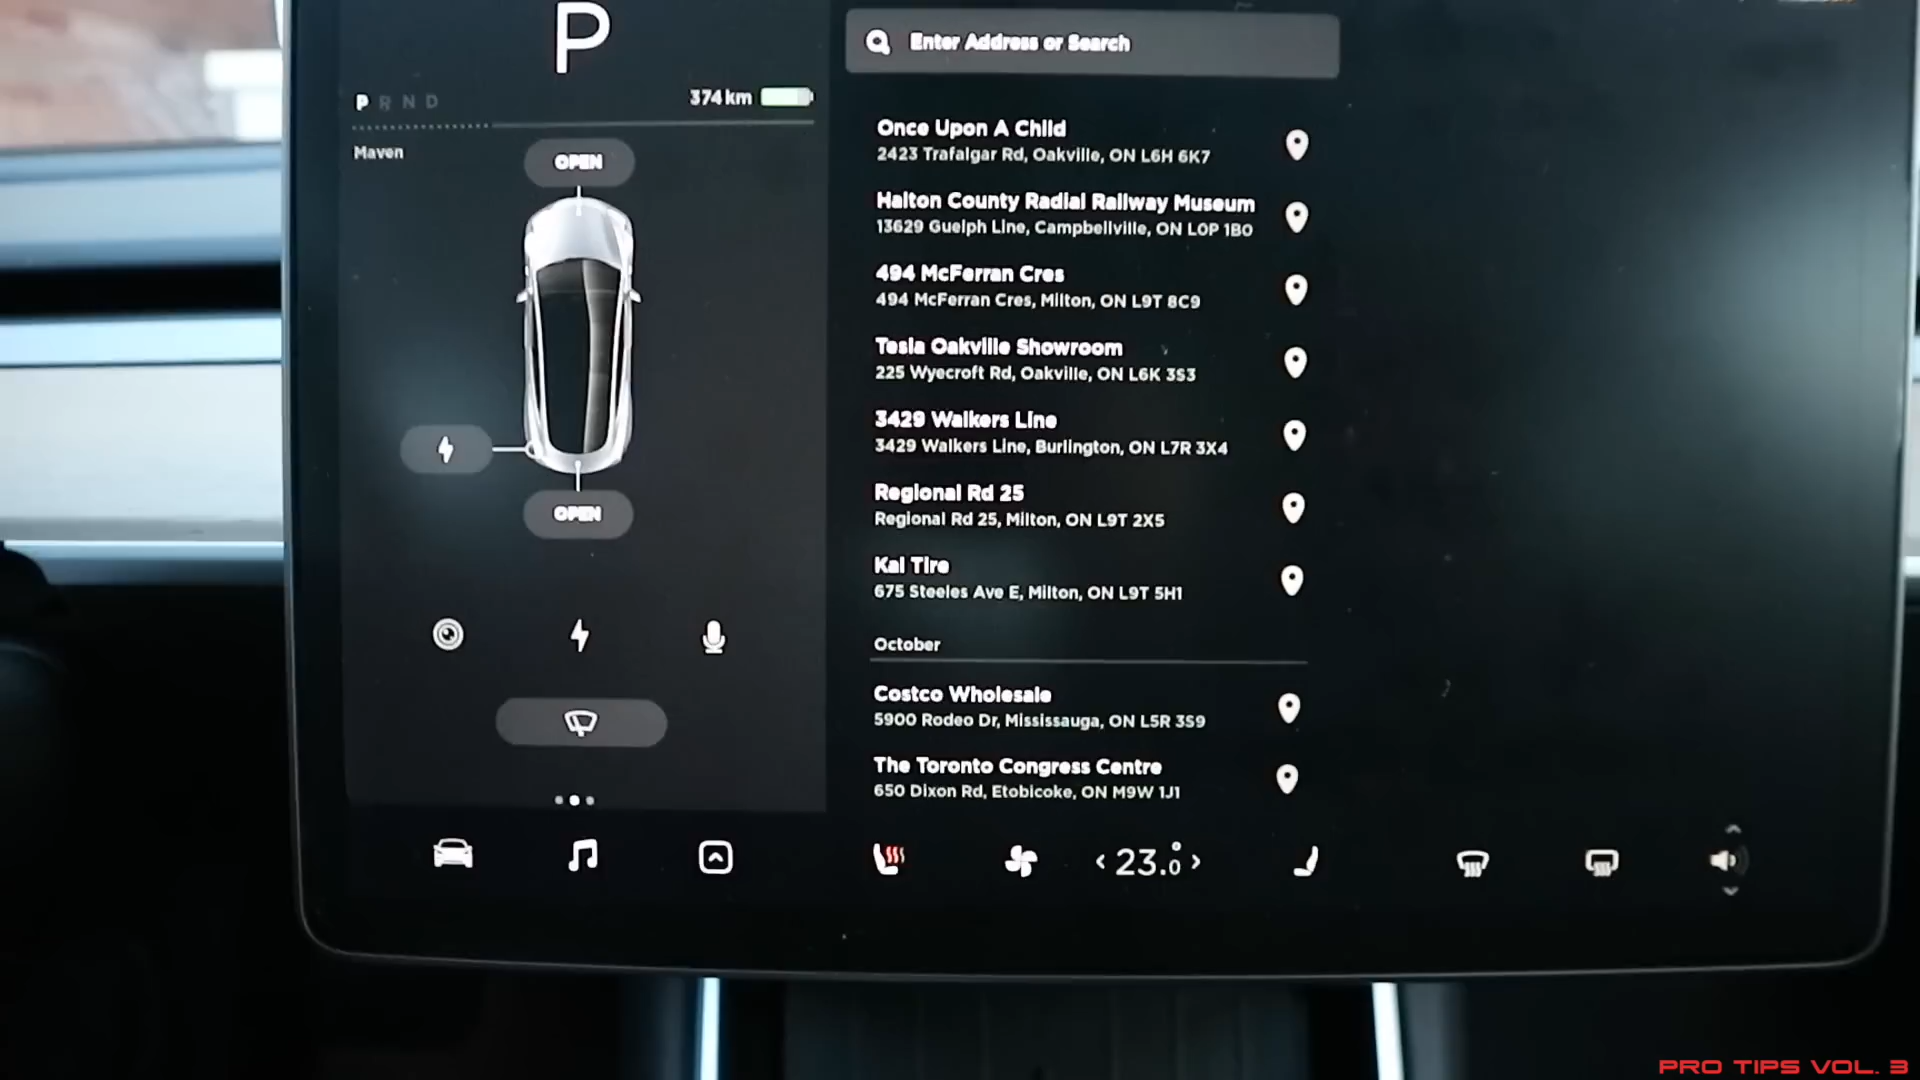 P
P R N D
374 km
Maven
OPEN
OPEN
Enter Address or Search
Once Upon A Child
2423 Trafalgar Rd, Oakville, ON L6H 6K7
Halton County Radial Railway Museum
13629 Guelph Line, Campbellville, ON L0P 1B0
494 McFerran Cres
494 McFerran Cres, Milton, ON L9T 8C9
Tesla Oakville Showroom
225 Wyecroft Rd, Oakville, ON L6K 3S3
3429 Walkers Line
3429 Walkers Line, Burlington, ON L7R 3X4
Regional Rd 25
Regional Rd 25, Milton, ON L9T 2X5
Kal Tire
675 Steeles Ave E, Milton, ON L9T 5H1
October
Costco Wholesale
5900 Rodeo Dr, Mississauga, ON L5R 3S9
The Toronto Congress Centre
650 Dixon Rd, Etobicoke, ON M9W 1J1
‹ 23.0° ›
PRO TIPS VOL. 3